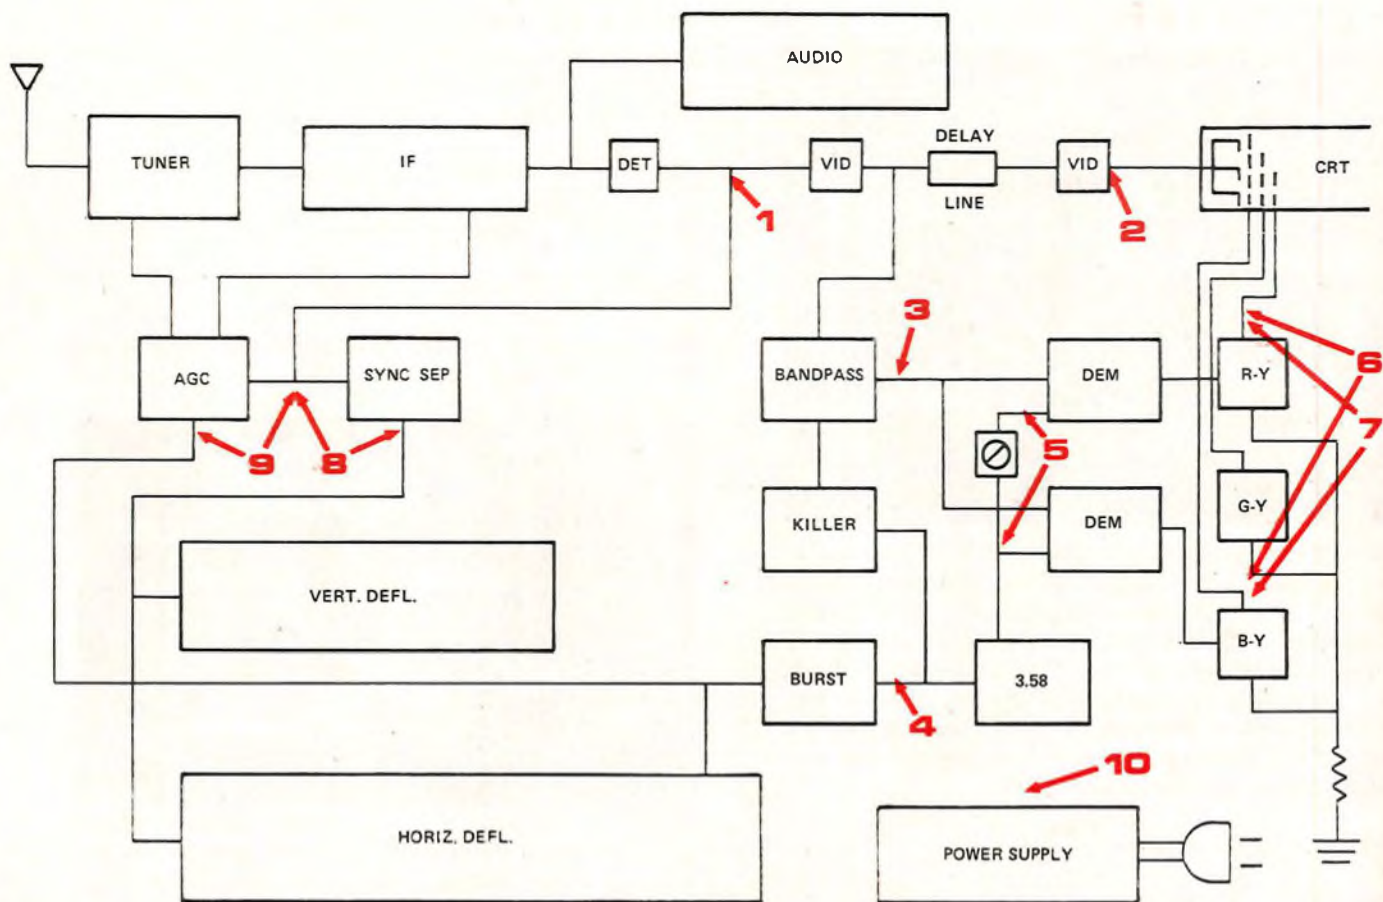 AUDIO
DELAY
TUNER
IF
DET
VID
VID
CRT
LINE
1
2
3
AGC
SYNC SEP
BANDPASS
DEM
R-Y
6
7
9
8
5
KILLER
DEM
G-Y
VERT. DEFL.
BURST
3.58
B-Y
4
10
HORIZ. DEFL.
POWER SUPPLY